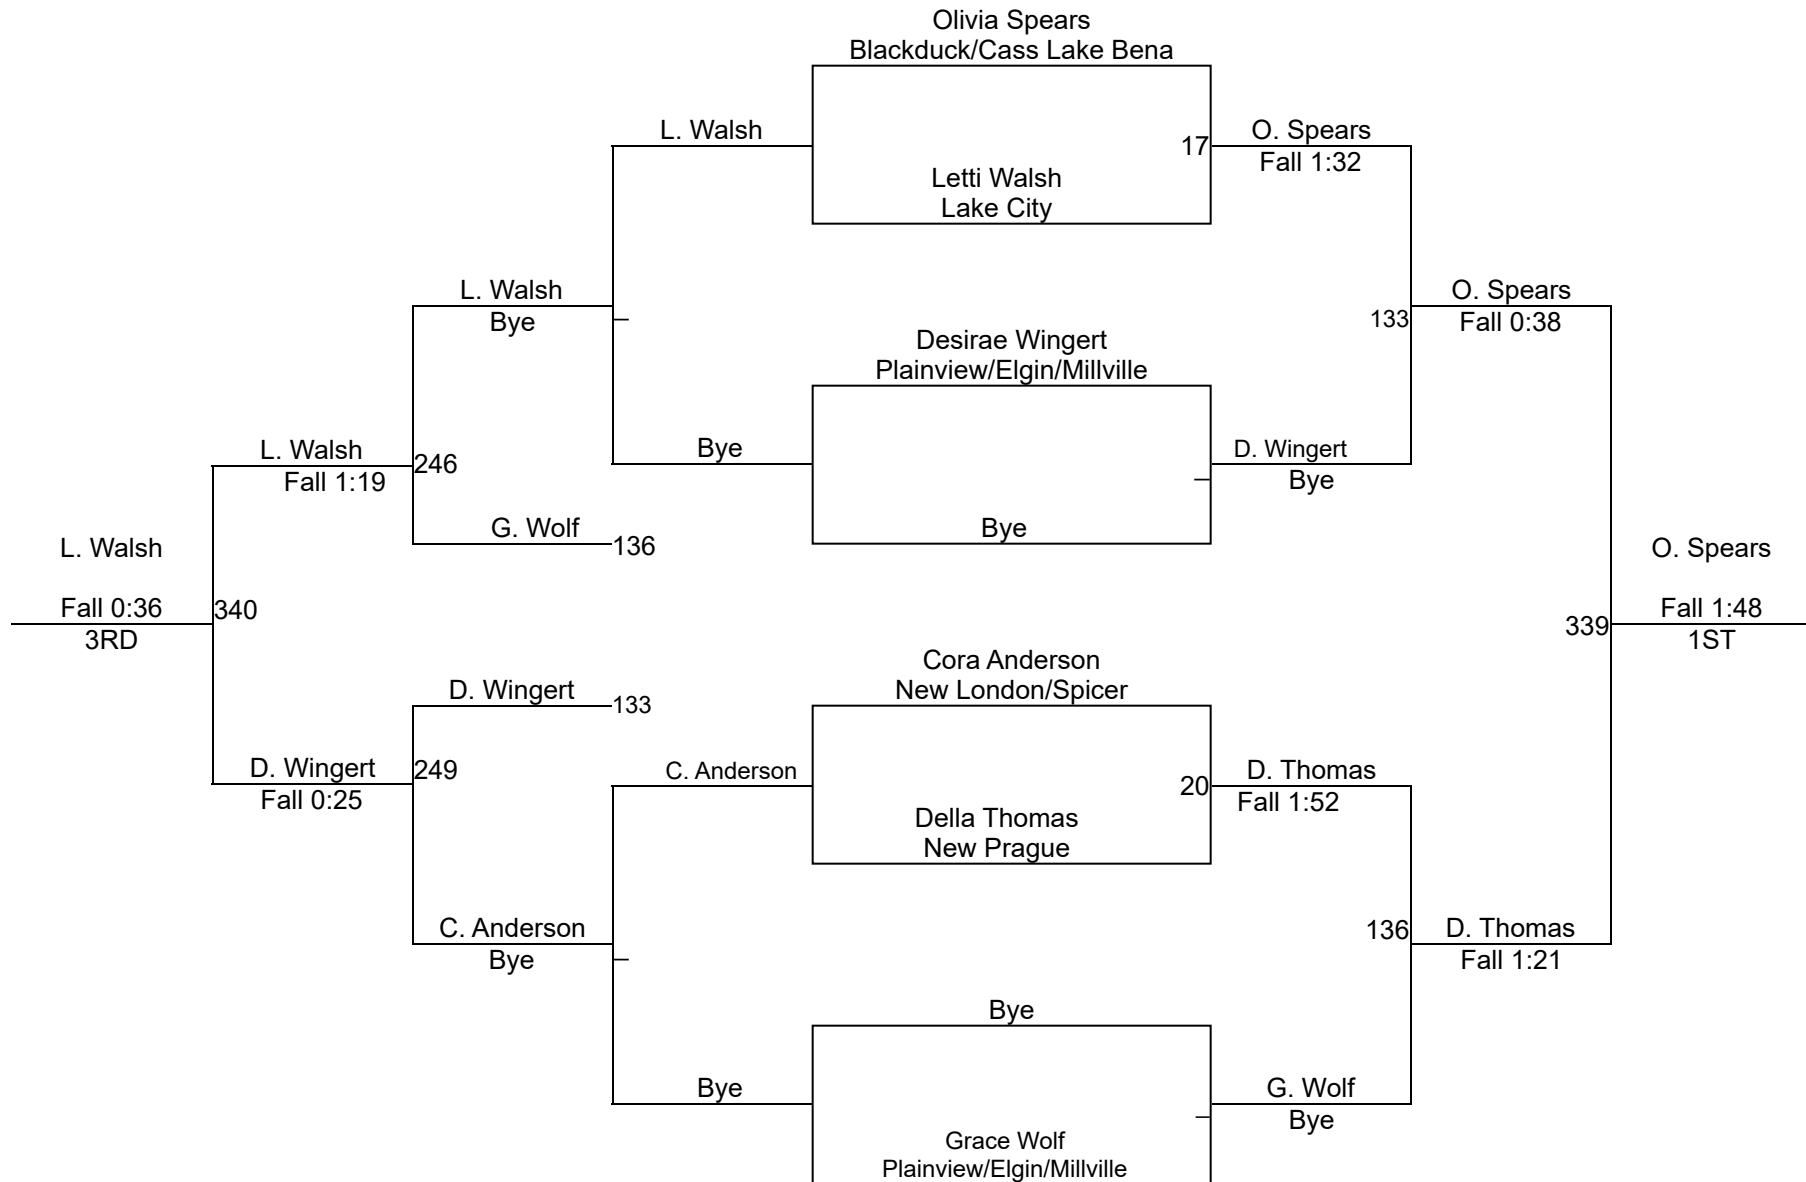 Olivia Spears
Blackduck/Cass Lake Bena
L. Walsh
17
O. Spears
Fall 1:32
Letti Walsh
Lake City
L. Walsh
Bye
O. Spears
133
Fall 0:38
Desirae Wingert
Plainview/Elgin/Millville
L. Walsh
246
Fall 1:19
Bye
D. Wingert
Bye
G. Wolf
136
Bye
L. Walsh
Fall 0:36
340
3RD
O. Spears
339
Fall 1:48
1ST
Cora Anderson
New London/Spicer
D. Wingert
133
D. Wingert
249
Fall 0:25
C. Anderson
20
D. Thomas
Fall 1:52
Della Thomas
New Prague
C. Anderson
Bye
136
D. Thomas
Fall 1:21
Bye
Bye
G. Wolf
Bye
Grace Wolf
Plainview/Elgin/Millville